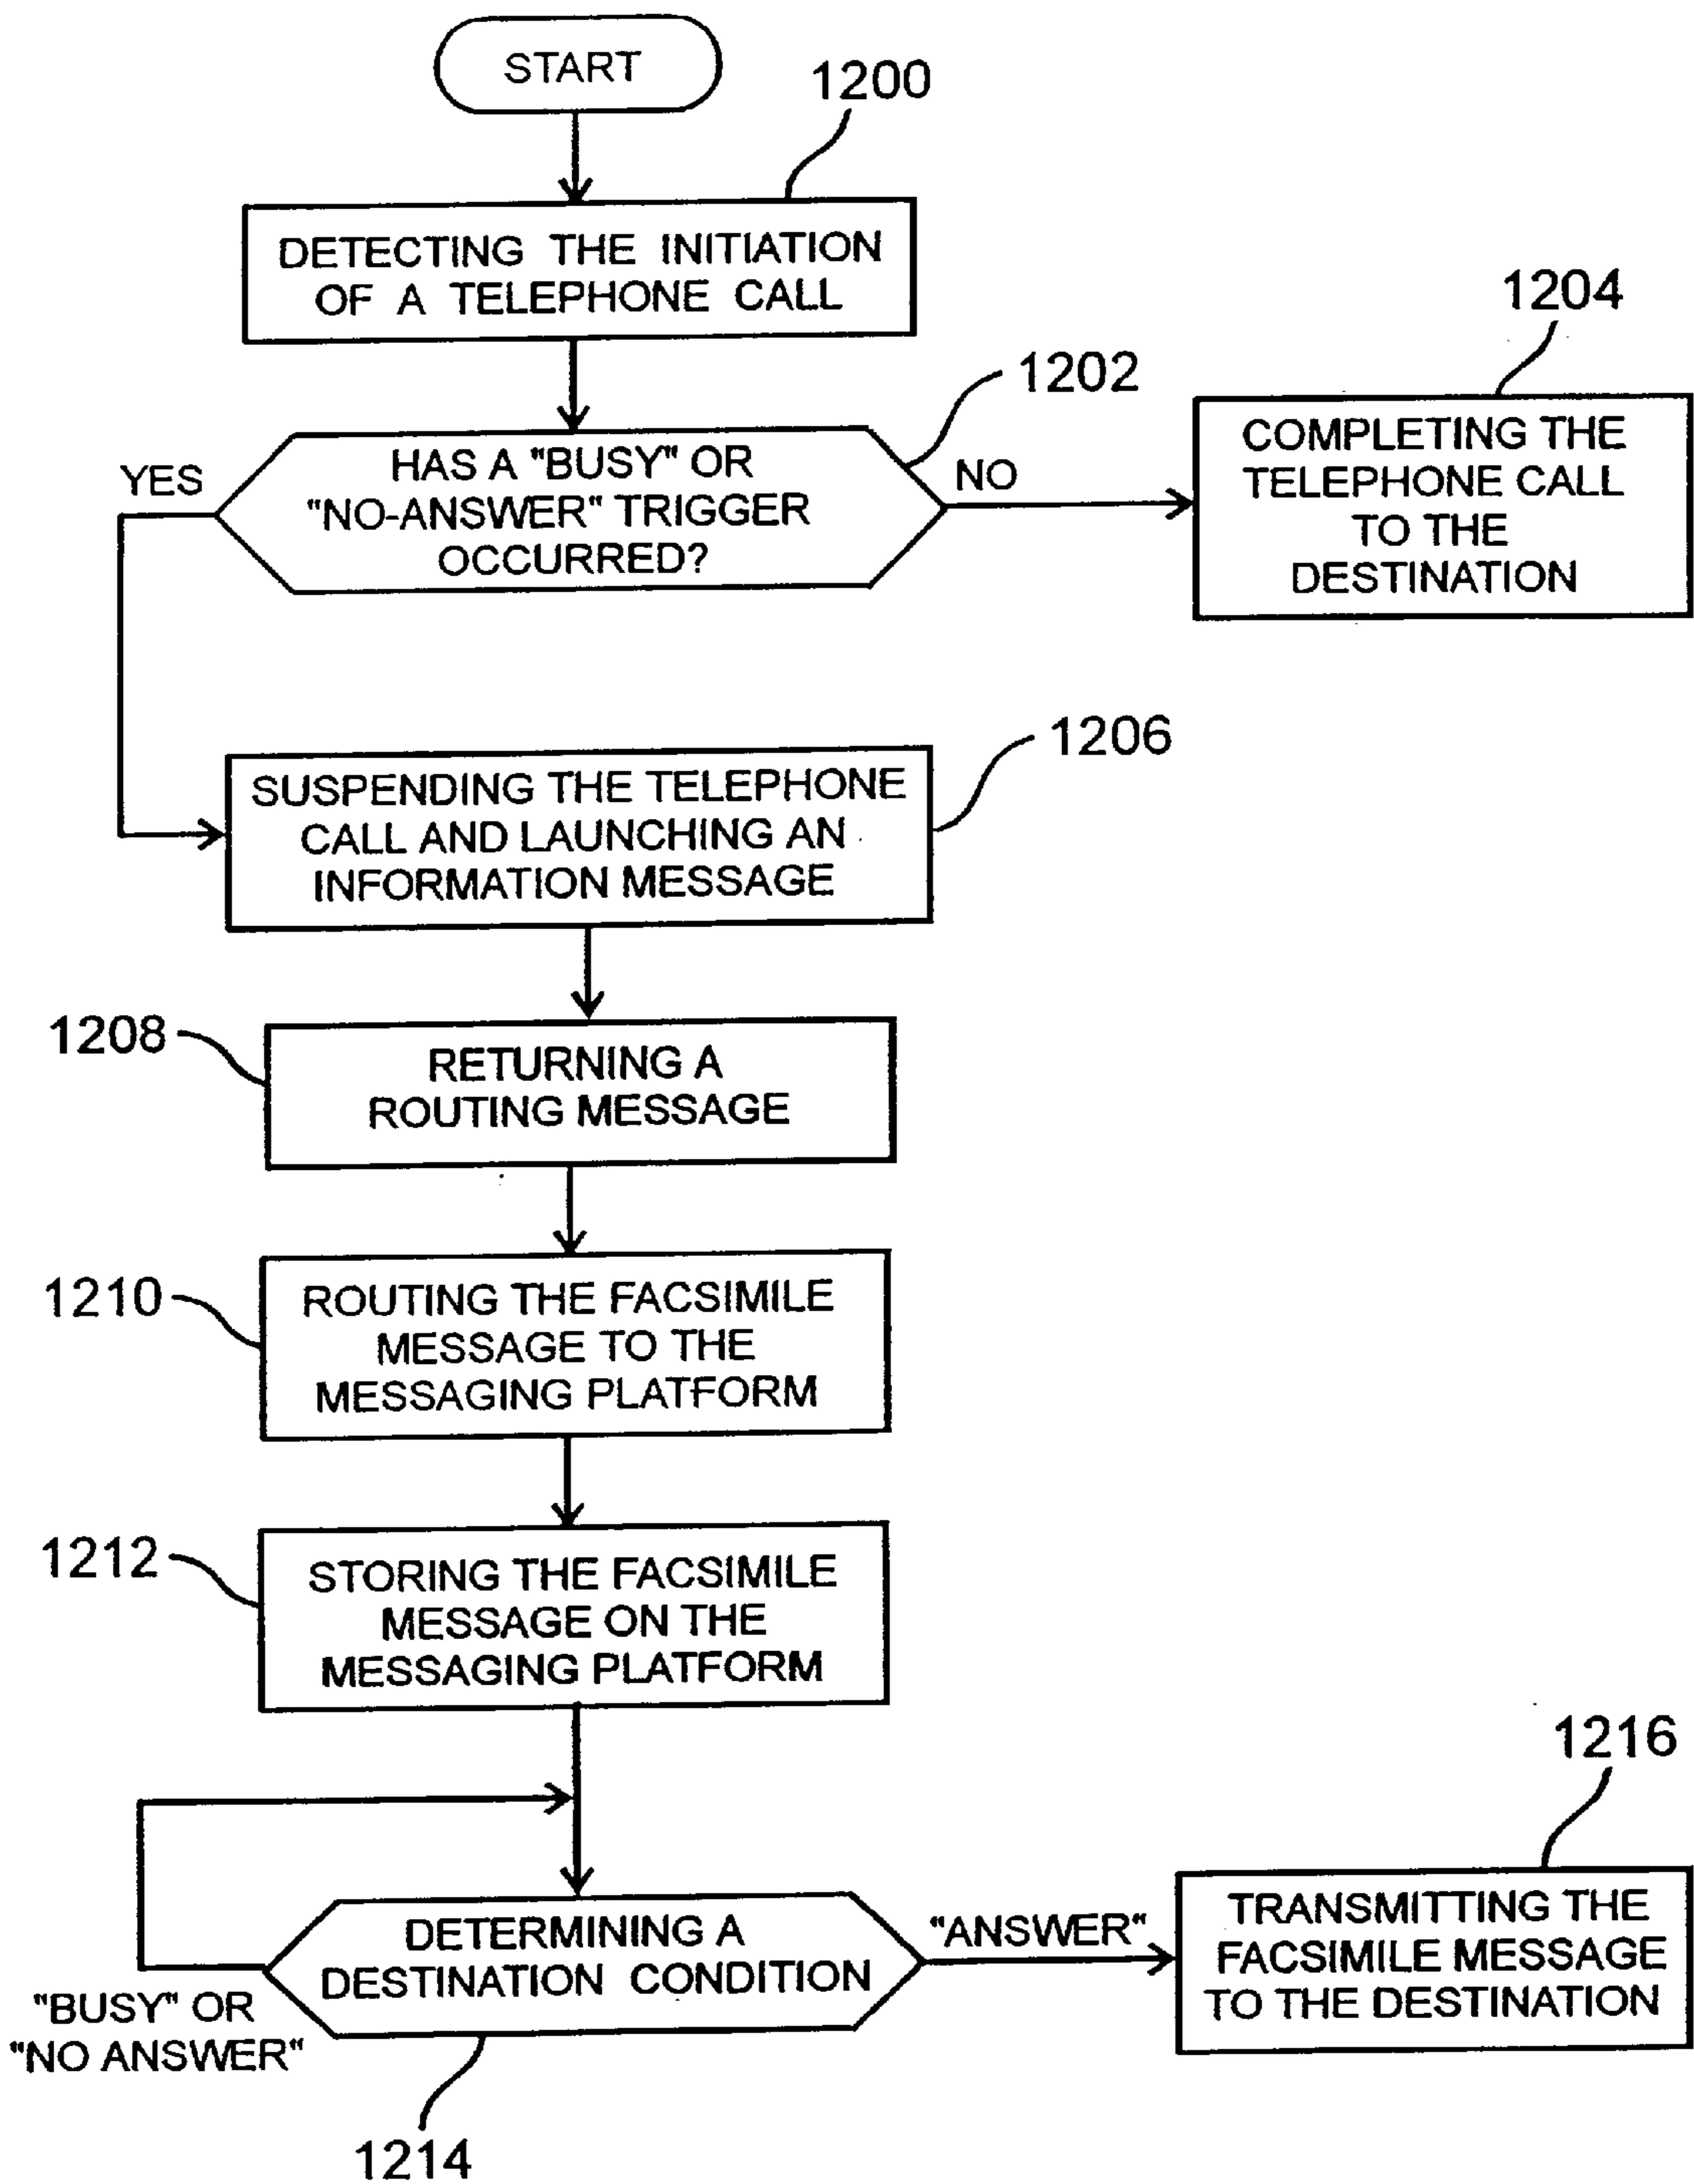 START
1200
DETECTING THE INITIATION
OF A TELEPHONE CALL
1202
1204
YES
HAS A "BUSY" OR
"NO-ANSWER" TRIGGER
OCCURRED?
NO
COMPLETING THE
TELEPHONE CALL
TO THE
DESTINATION
1206
SUSPENDING THE TELEPHONE
CALL AND LAUNCHING AN
INFORMATION MESSAGE
1208
RETURNING A
ROUTING MESSAGE
1210
ROUTING THE FACSIMILE
MESSAGE TO THE
MESSAGING PLATFORM
1212
STORING THE FACSIMILE
MESSAGE ON THE
MESSAGING PLATFORM
1216
DETERMINING A
DESTINATION CONDITION
"ANSWER"
TRANSMITTING THE
FACSIMILE MESSAGE
TO THE DESTINATION
"BUSY" OR
"NO ANSWER"
1214